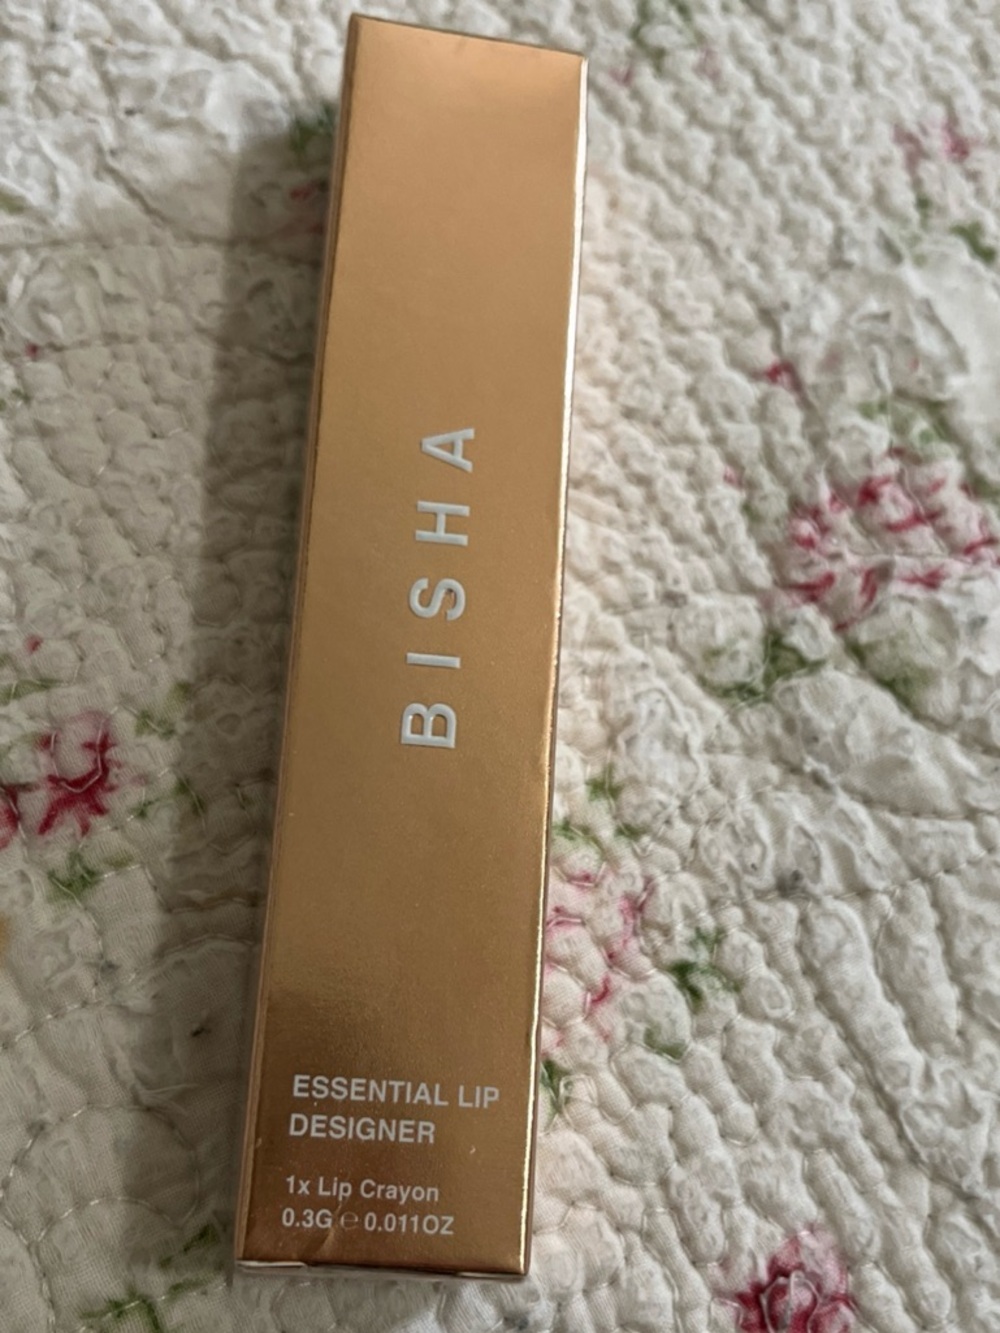 BISHA
ESSENTIAL LIP
DESIGNER
1x Lip Crayon
0.3G ℮ 0.011OZ